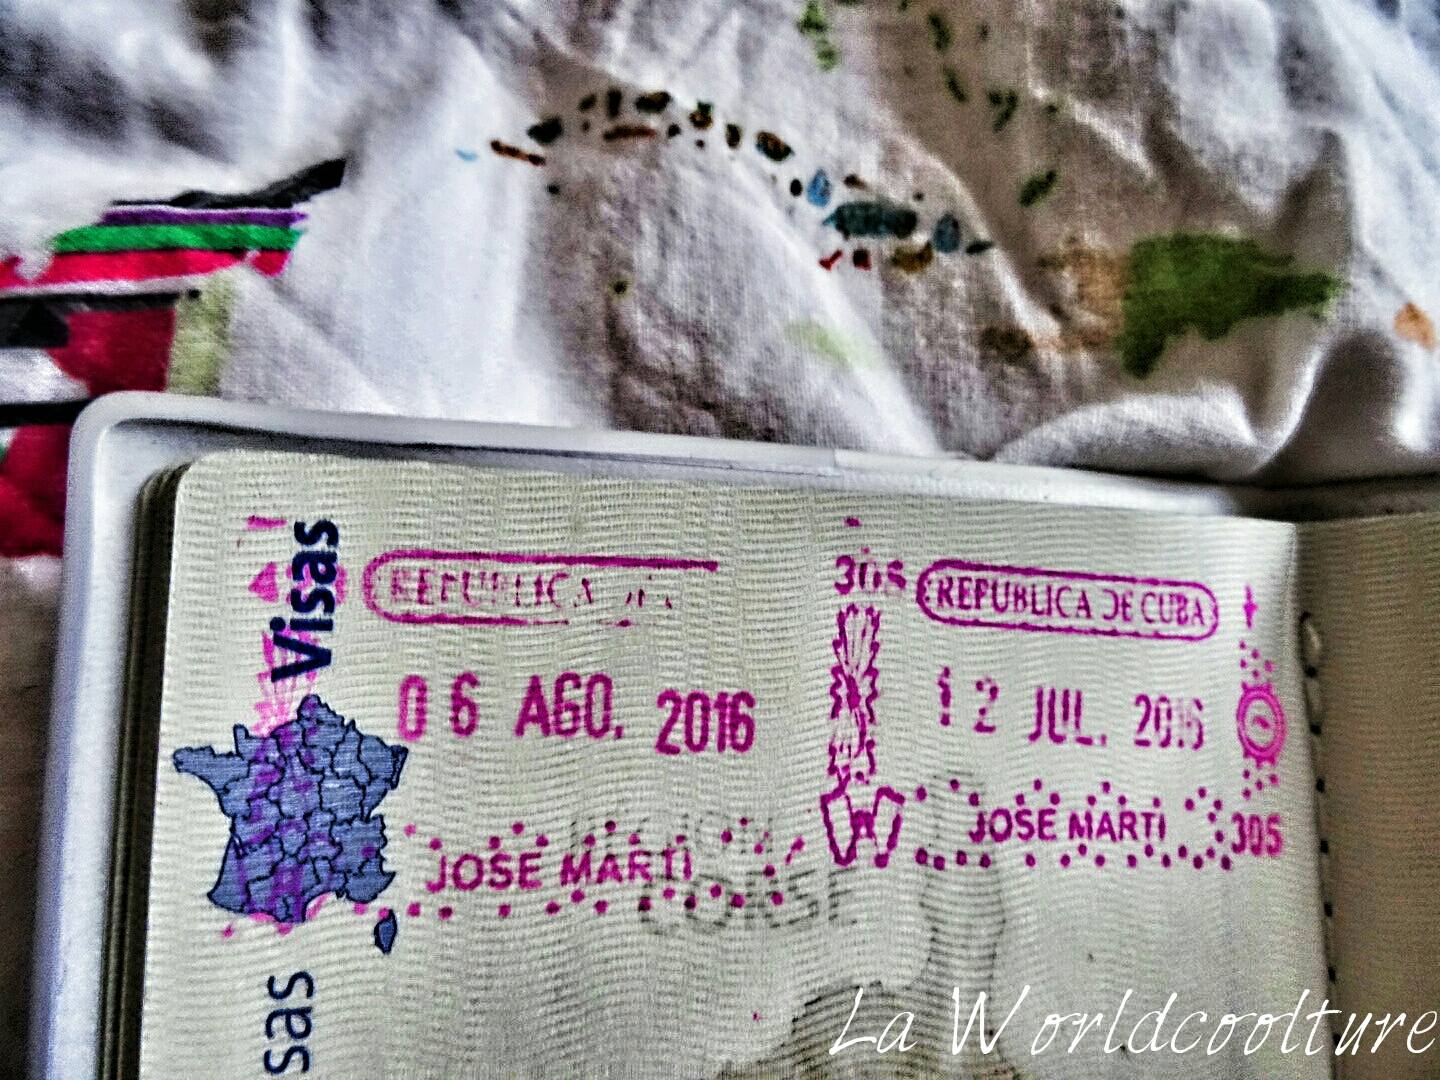 Visas
REPUBLICA
06 AGO. 2016
JOSE MARTI
305
REPUBLICA DE CUBA
12 JUL. 2016
JOSE MARTI
305
sas
La Worldcoolture